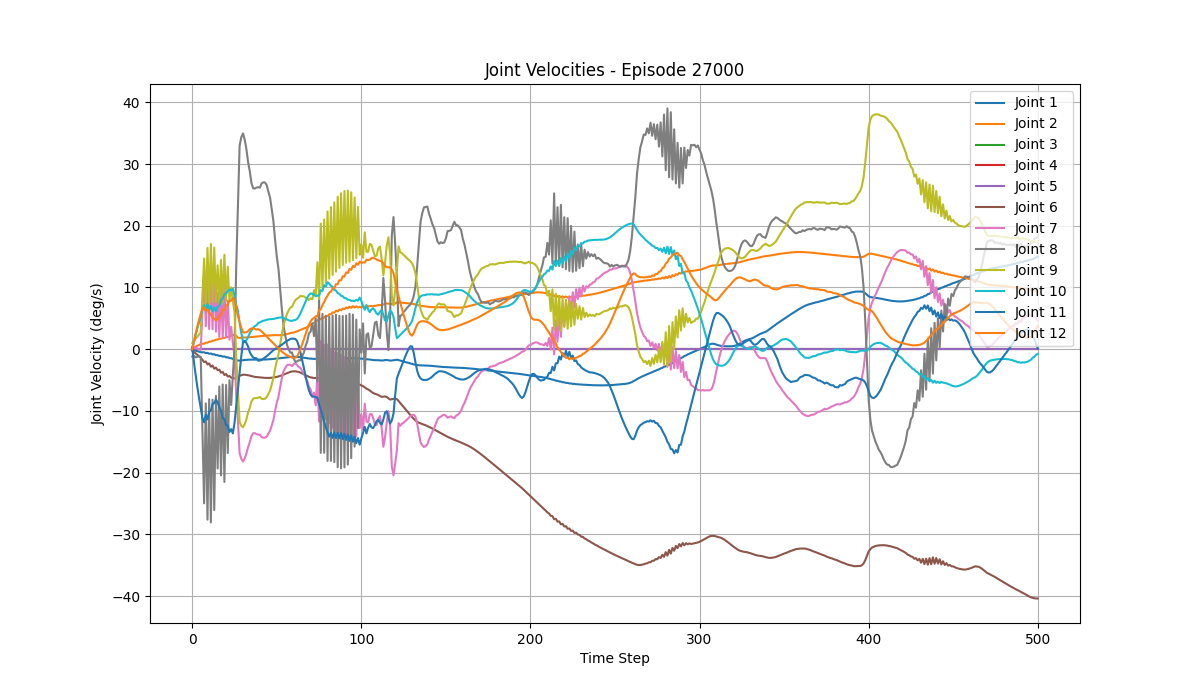 Joint Velocities - Episode 27000
Joint Velocity (deg/s)
40
30
20
10
0
−10
−20
−30
−40
0
100
200
300
400
500
Time Step
Joint 1
Joint 2
Joint 3
Joint 4
Joint 5
Joint 6
Joint 7
Joint 8
Joint 9
Joint 10
Joint 11
Joint 12